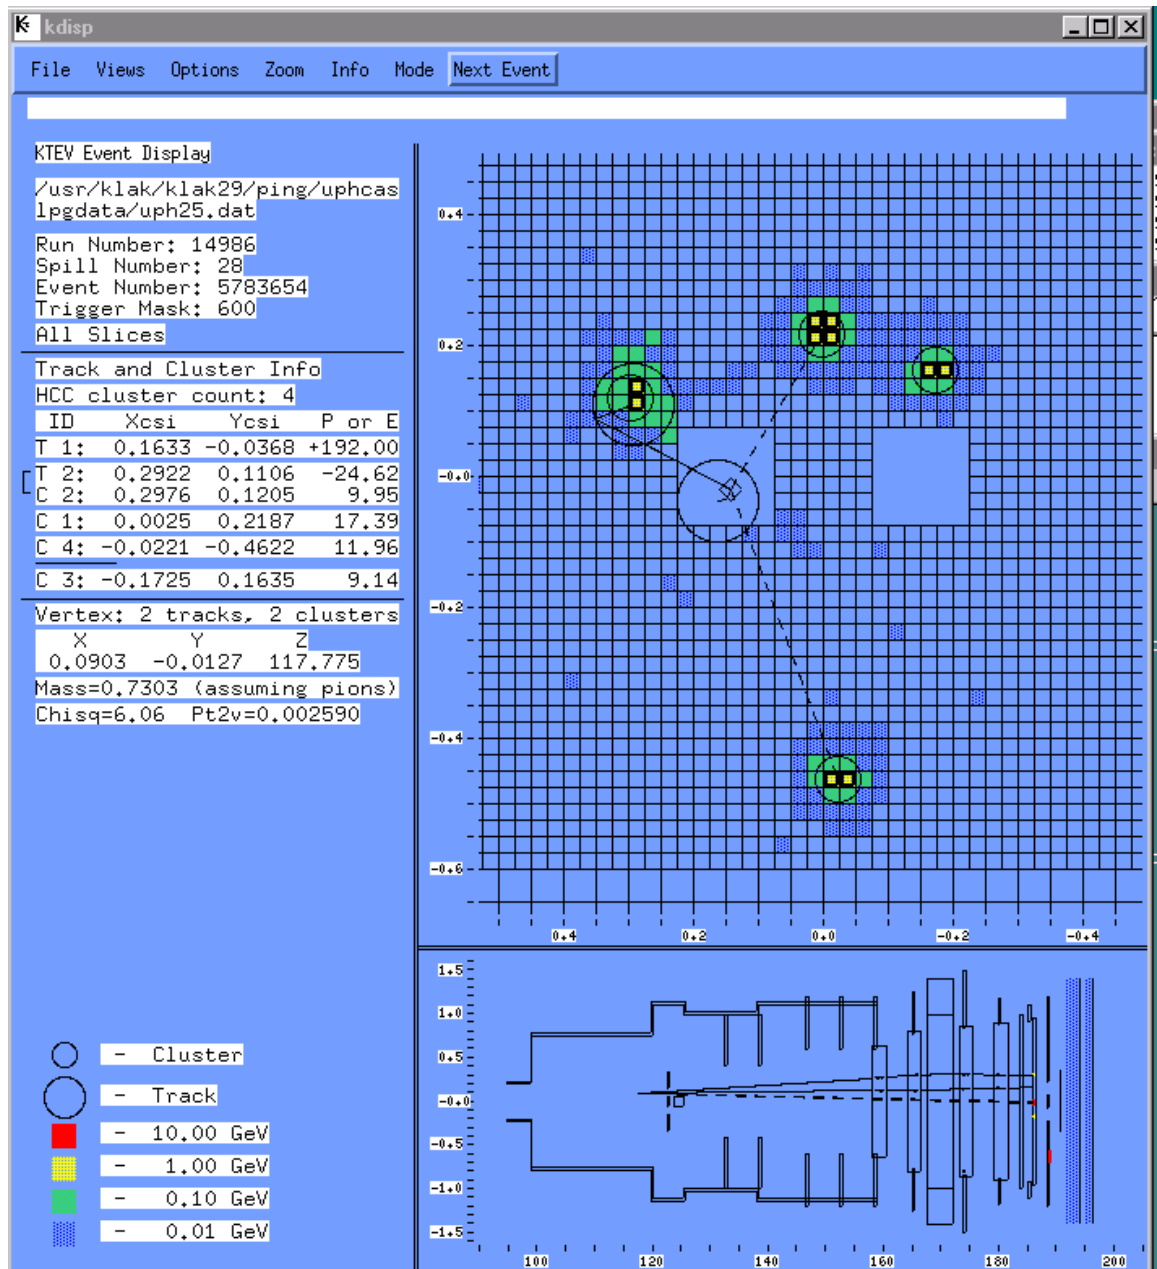 kdisp
File Views Options Zoom Info Mode Next Event
KTEV Event Display
/usr/klak/klak29/ping/uphcas
lpgdata/uph25.dat
Run Number: 14986
Spill Number: 28
Event Number: 5783654
Trigger Mask: 600
All Slices
Track and Cluster Info
HCC cluster count: 4
ID Xcsi Ycsi P or E
T 1: 0.1633 -0.0368 +192.00
T 2: 0.2922 0.1106 -24.62
C 2: 0.2976 0.1205 9.95
C 1: 0.0025 0.2187 17.39
C 4: -0.0221 -0.4622 11.96
C 3: -0.1725 0.1635 9.14
Vertex: 2 tracks, 2 clusters
X Y Z
0.0903 -0.0127 117.775
Mass=0.7303 (assuming pions)
Chisq=6.06 Pt2v=0.002590
- Cluster
- Track
- 10.00 GeV
- 1.00 GeV
- 0.10 GeV
- 0.01 GeV
0.4
0.2
-0.0
-0.2
-0.4
-0.6
0.4 0.2 0.0 -0.2 -0.4
1.5
1.0
0.5
-0.0
-0.5
-1.0
-1.5
100 120 140 160 180 200